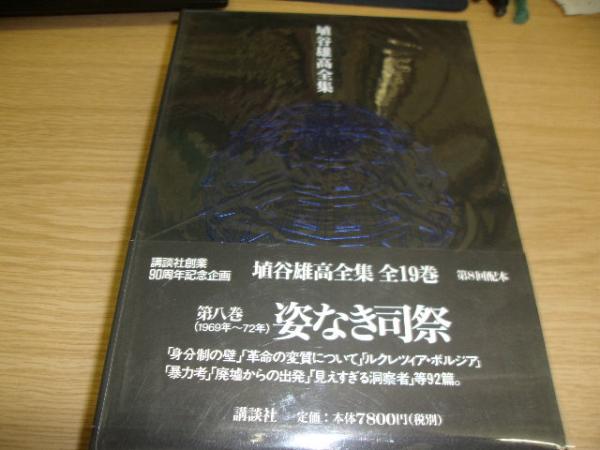 埴谷雄高全集
講談社創業
90周年記念企画
埴谷雄高全集 全19巻
第8回配本
第八巻
(1969年〜72年)
姿なき司祭
「身分制の壁」「革命の変質について」「ルクレツィア・ボルジア」
「暴力考」「廃墟からの出発」「見えすぎる洞察者」等92篇。
講談社 定価:本体7800円(税別)